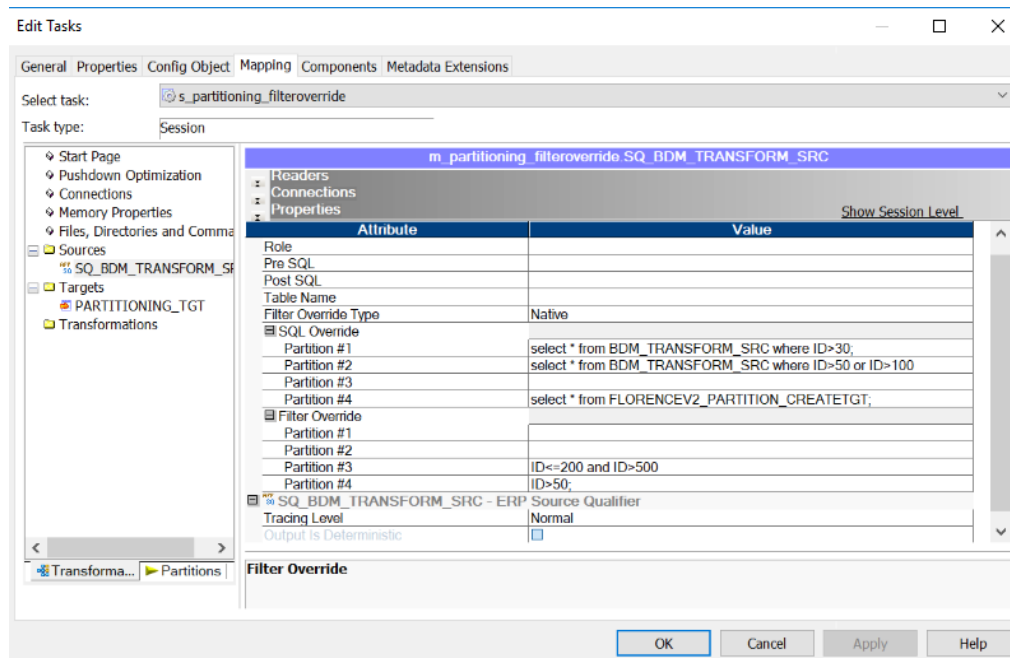 Edit Tasks
General Properties Config Object Mapping Components Metadata Extensions
Select task: s_partitioning_filteroverride
Task type: Session
Start Page
Pushdown Optimization
Connections
Memory Properties
Files, Directories and Comma
Sources
SQ_BDM_TRANSFORM_SF
Targets
PARTITIONING_TGT
Transformations
Transforma... Partitions
m_partitioning_filteroverride.SQ_BDM_TRANSFORM_SRC
Readers
Connections
Properties Show Session Level
Attribute Value
Role
Pre SQL
Post SQL
Table Name
Filter Override Type Native
SQL Override
Partition #1 select * from BDM_TRANSFORM_SRC where ID>30;
Partition #2 select * from BDM_TRANSFORM_SRC where ID>50 or ID>100
Partition #3
Partition #4 select * from FLORENCEV2_PARTITION_CREATETGT;
Filter Override
Partition #1
Partition #2
Partition #3 ID<=200 and ID>500
Partition #4 ID>50;
SQ_BDM_TRANSFORM_SRC - ERP Source Qualifier
Tracing Level Normal
Output Is Deterministic
Filter Override
OK Cancel Apply Help